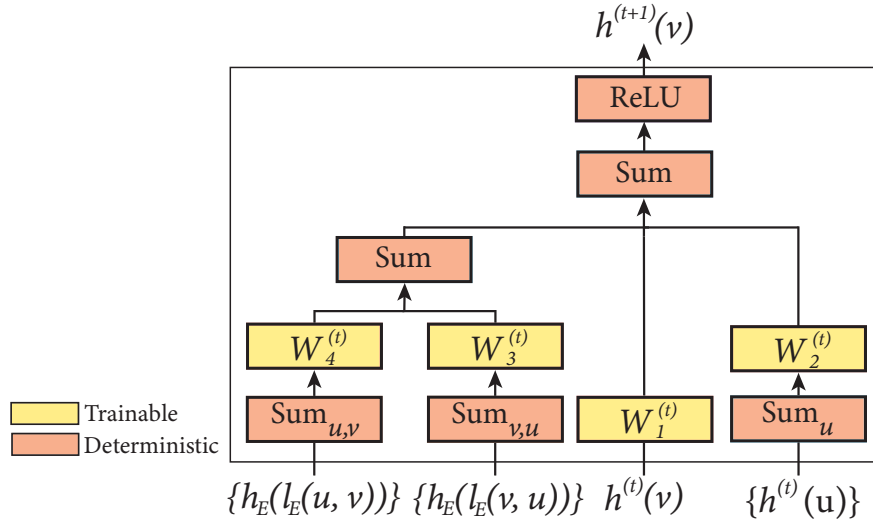 h^(t+1)(v)
ReLU
Sum
Sum
W_4^(t) W_3^(t) W_2^(t)
Trainable Sum_u,v Sum_v,u W_1^(t) Sum_u
Deterministic
{h_E(l_E(u, v))} {h_E(l_E(v, u))} h^(t)(v) {h^(t)(u)}